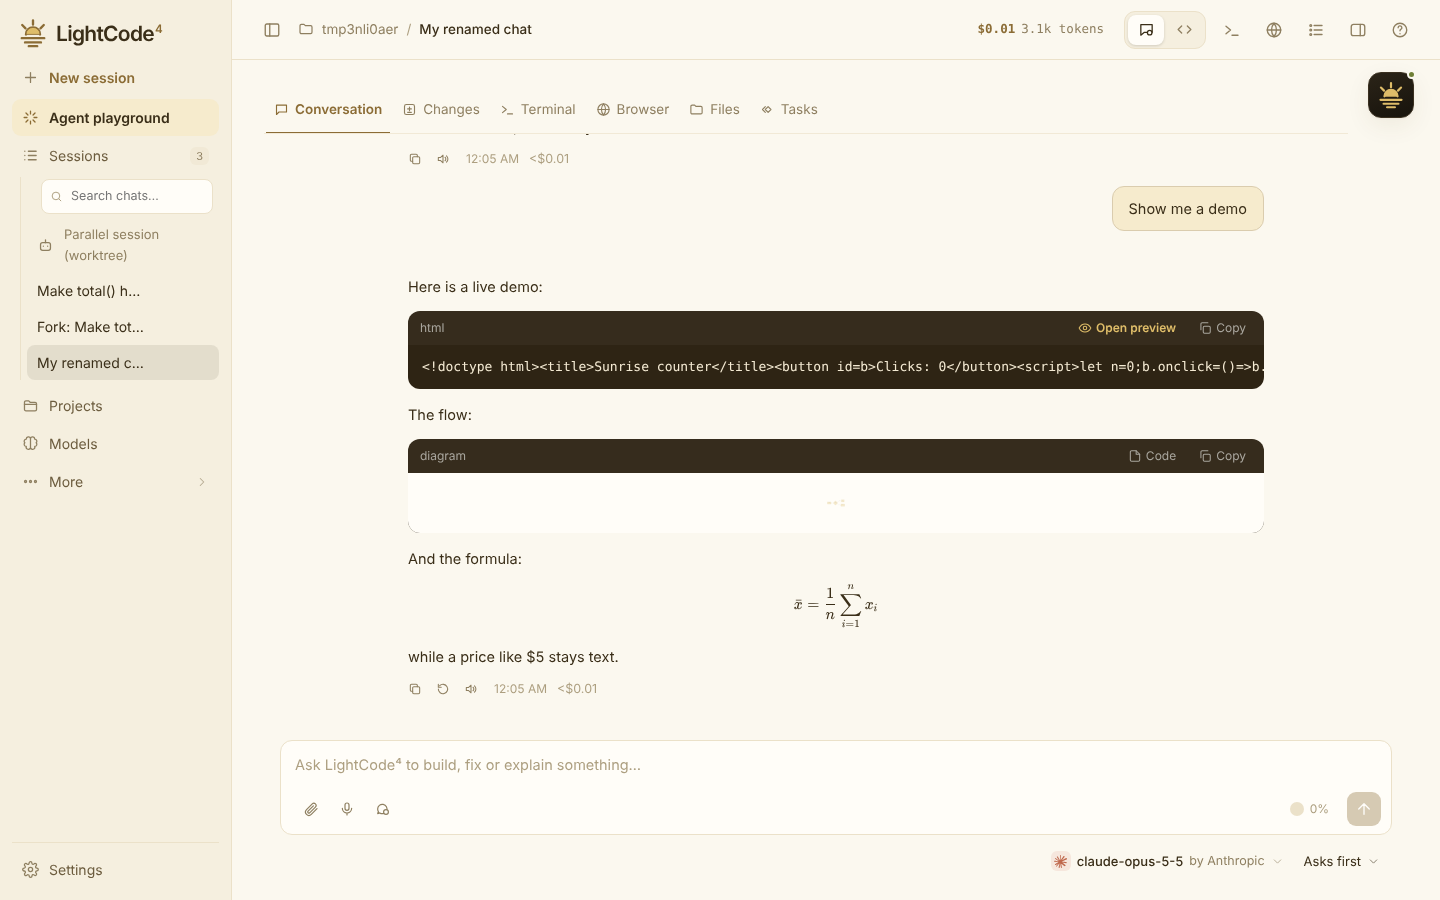 LightCode⁴
New session
Agent playground
Sessions 3
Search chats...
Parallel session
(worktree)
Make total() h...
Fork: Make tot...
My renamed c...
Projects
Models
More
Settings
tmp3nli0aer / My renamed chat
$0.01 3.1k tokens
Conversation Changes Terminal Browser Files Tasks
12:05 AM <$0.01
Show me a demo
Here is a live demo:
html Open preview Copy
<!doctype html><title>Sunrise counter</title><button id=b>Clicks: 0</button><script>let n=0;b.onclick=()=>b.
The flow:
diagram Code Copy
And the formula:
x̄ = 1/n ∑_{i=1}^{n} x_i
while a price like $5 stays text.
12:05 AM <$0.01
Ask LightCode⁴ to build, fix or explain something...
0%
claude-opus-5-5 by Anthropic Asks first